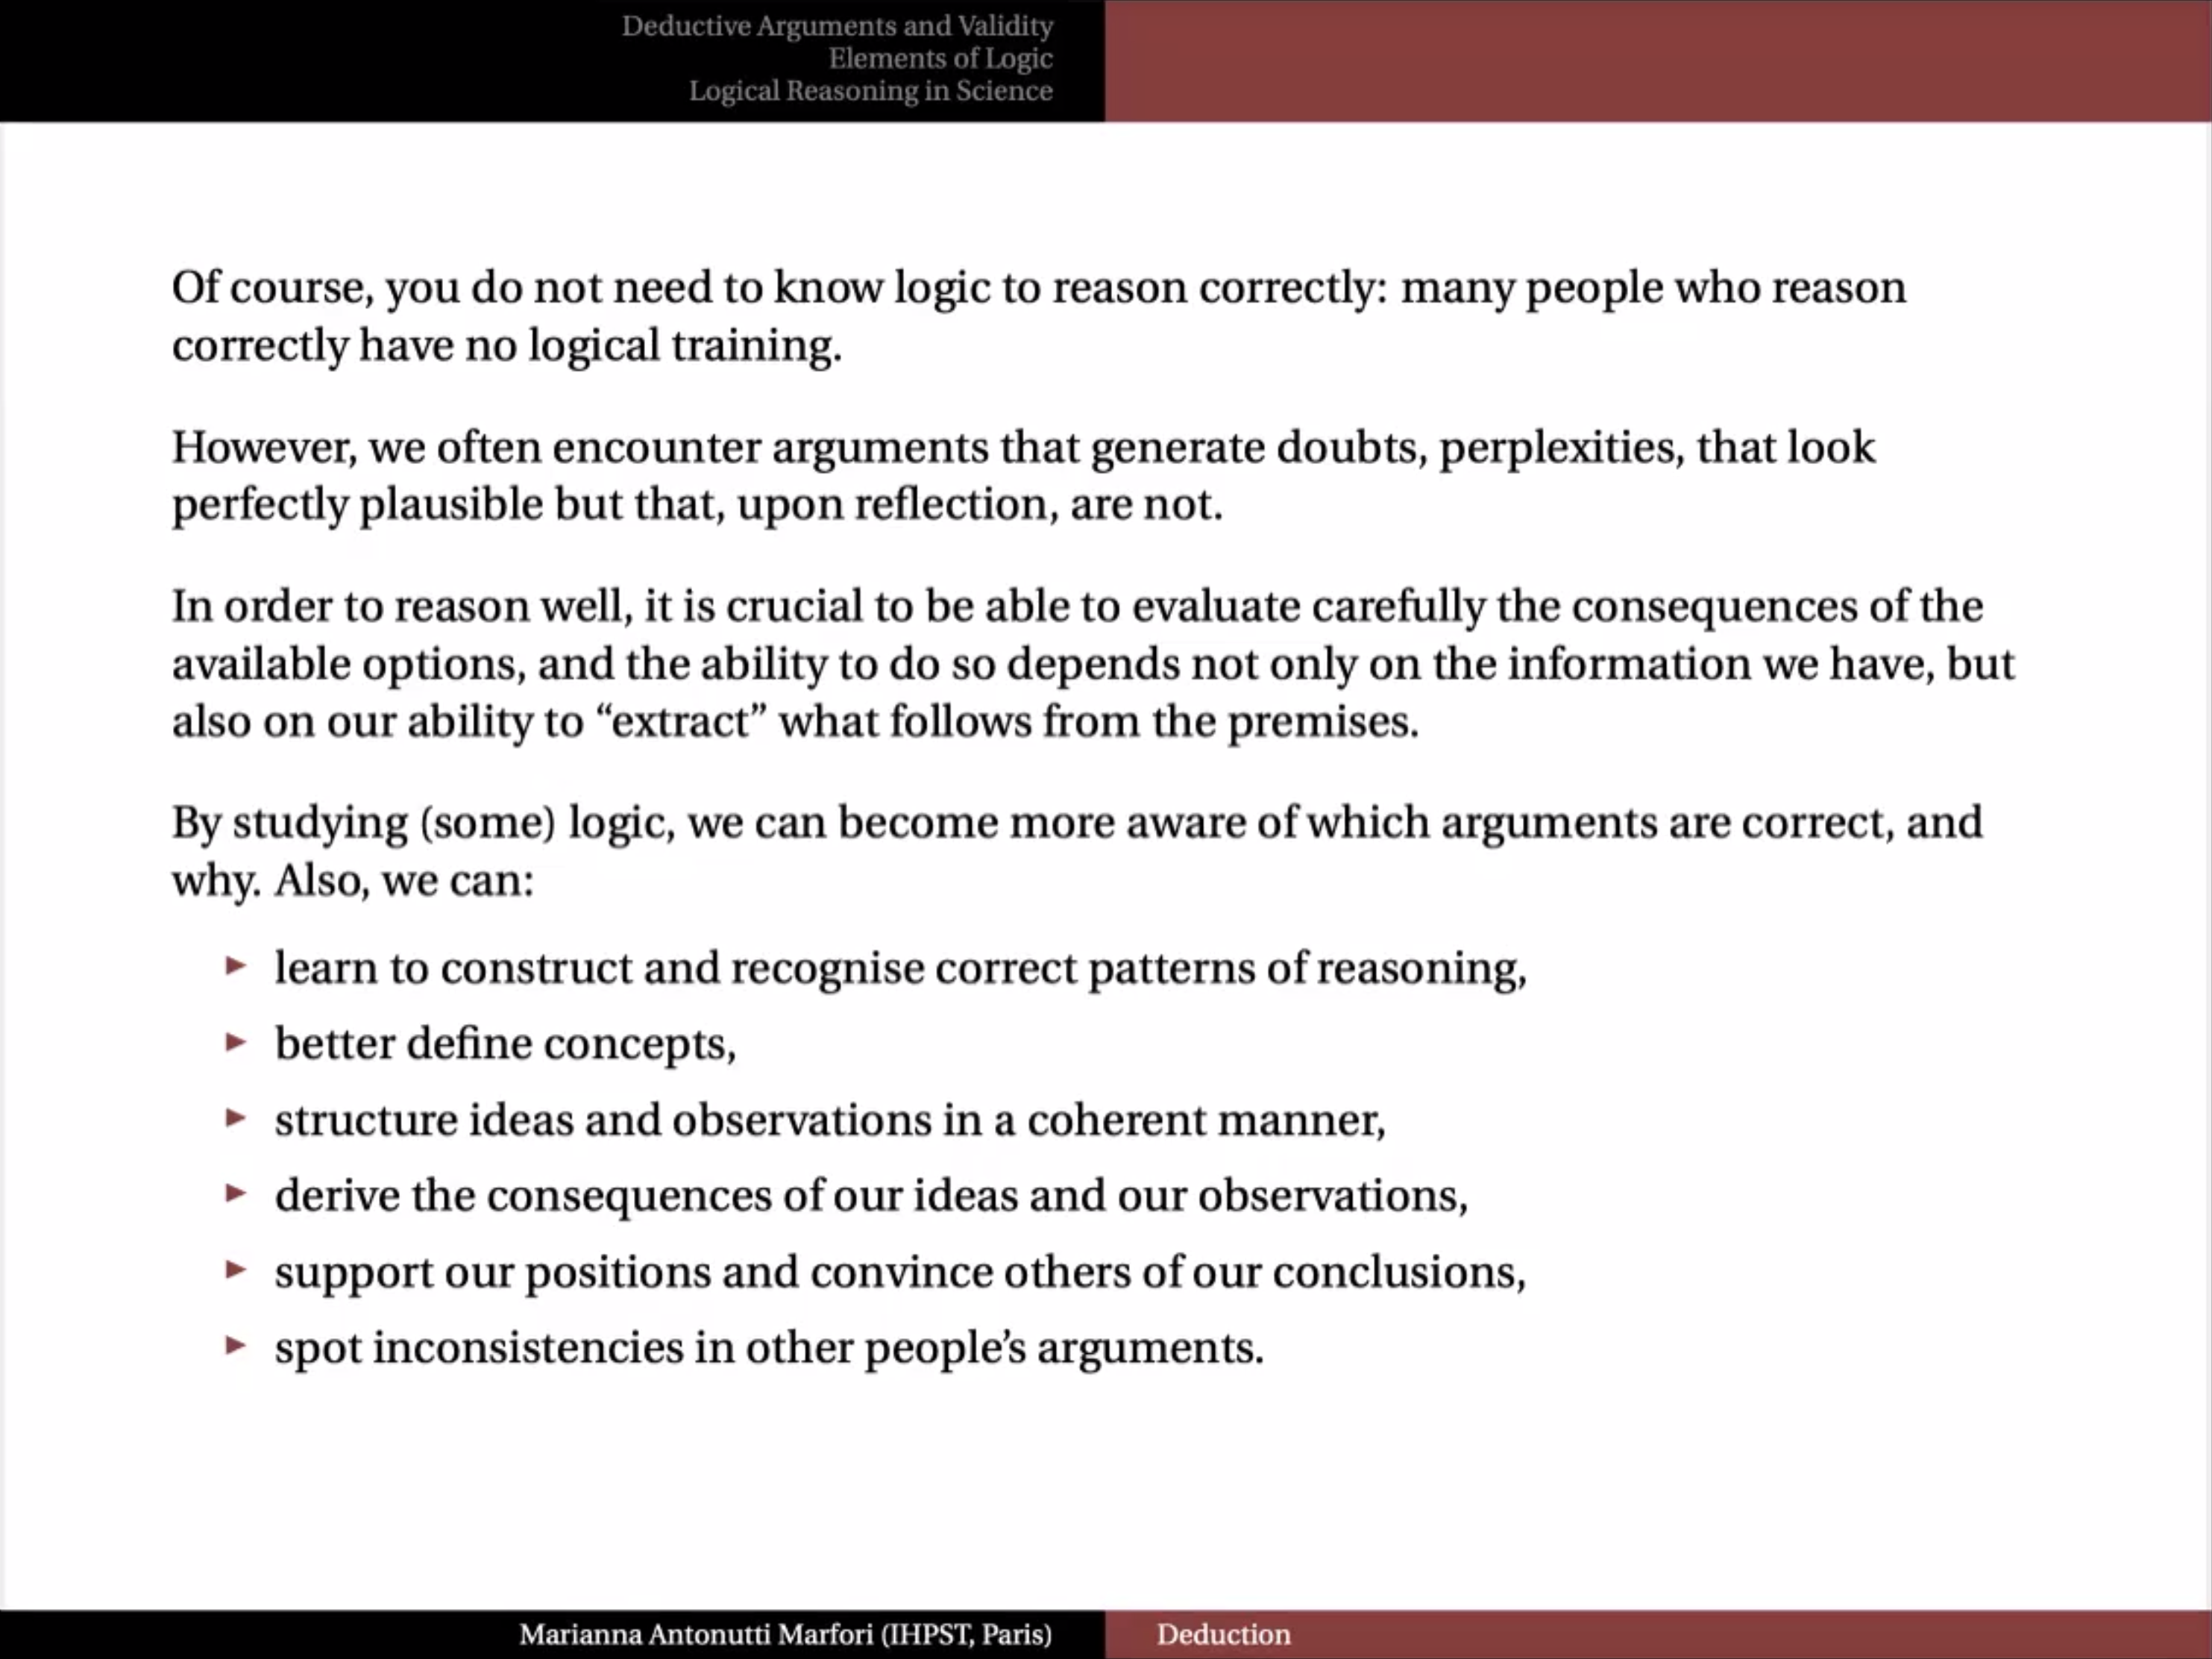 Deductive Arguments and Validity
Elements of Logic
Logical Reasoning in Science
Of course, you do not need to know logic to reason correctly: many people who reason
correctly have no logical training.
However, we often encounter arguments that generate doubts, perplexities, that look
perfectly plausible but that, upon reflection, are not.
In order to reason well, it is crucial to be able to evaluate carefully the consequences of the
available options, and the ability to do so depends not only on the information we have, but
also on our ability to “extract” what follows from the premises.
By studying (some) logic, we can become more aware of which arguments are correct, and
why. Also, we can:
► learn to construct and recognise correct patterns of reasoning,
► better define concepts,
► structure ideas and observations in a coherent manner,
► derive the consequences of our ideas and our observations,
► support our positions and convince others of our conclusions,
► spot inconsistencies in other people’s arguments.
Marianna Antonutti Marfori (IHPST, Paris)
Deduction